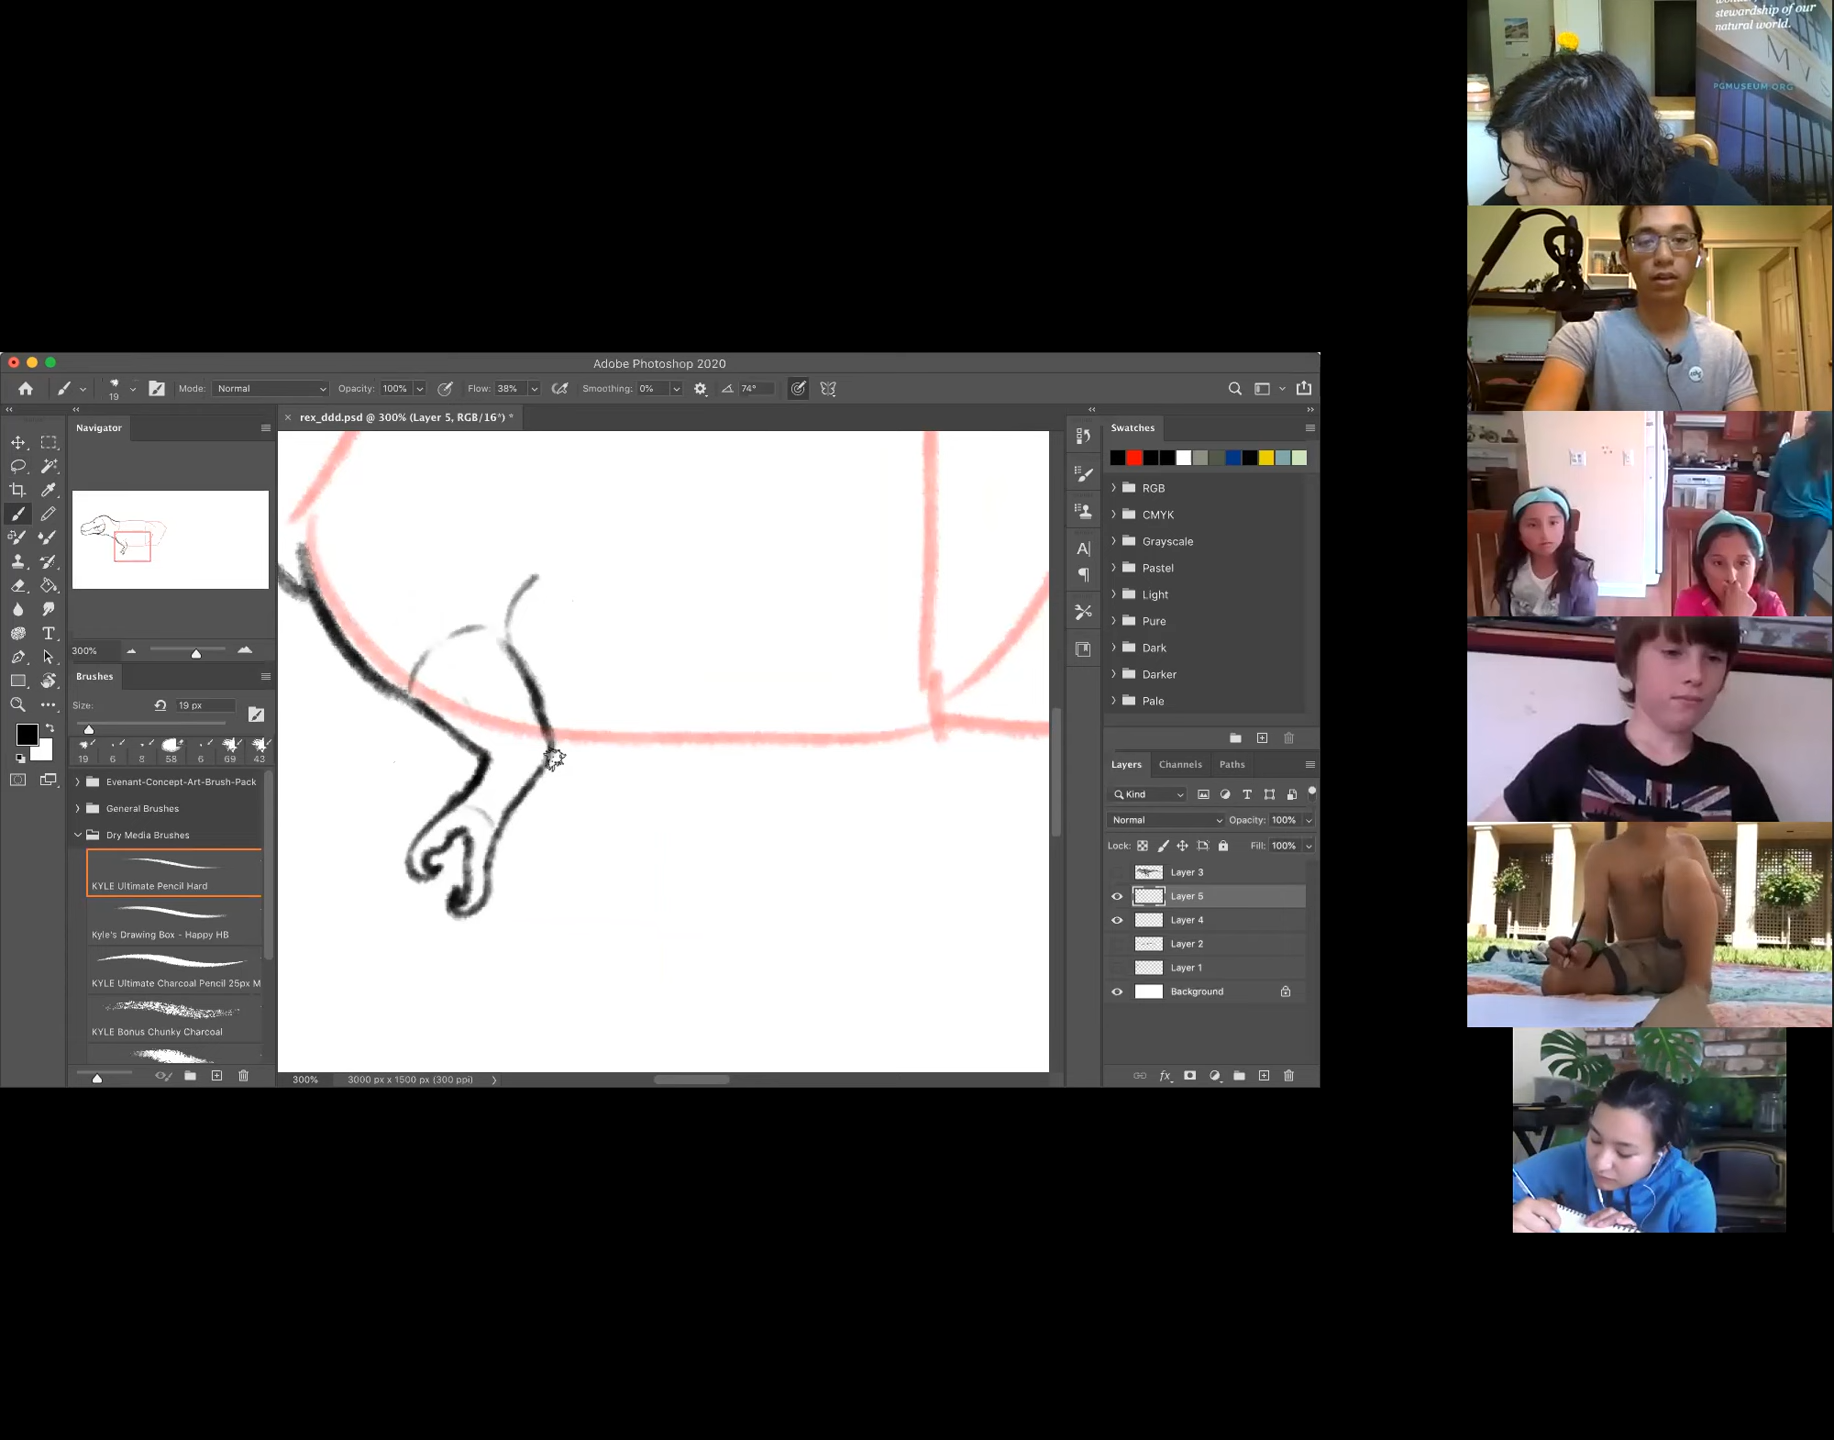 stewardship of our
natural world.
PGMUSEUM.ORG
Adobe Photoshop 2020
19
Mode: Normal
Opacity: 100%
Flow: 38%
Smoothing: 0%
74°
rex_ddd.psd @ 300% (Layer 5, RGB/16*) *
Navigator
300%
Brushes
Size: 19 px
19 6 8 58 6 69 43
Evenant-Concept-Art-Brush-Pack
General Brushes
Dry Media Brushes
KYLE Ultimate Pencil Hard
Kyle's Drawing Box - Happy HB
KYLE Ultimate Charcoal Pencil 25px M
KYLE Bonus Chunky Charcoal
300% 3000 px x 1500 px (300 ppi)
Swatches
RGB
CMYK
Grayscale
Pastel
Light
Pure
Dark
Darker
Pale
Layers Channels Paths
Kind
Normal Opacity: 100%
Lock: Fill: 100%
Layer 3
Layer 5
Layer 4
Layer 2
Layer 1
Background
fx